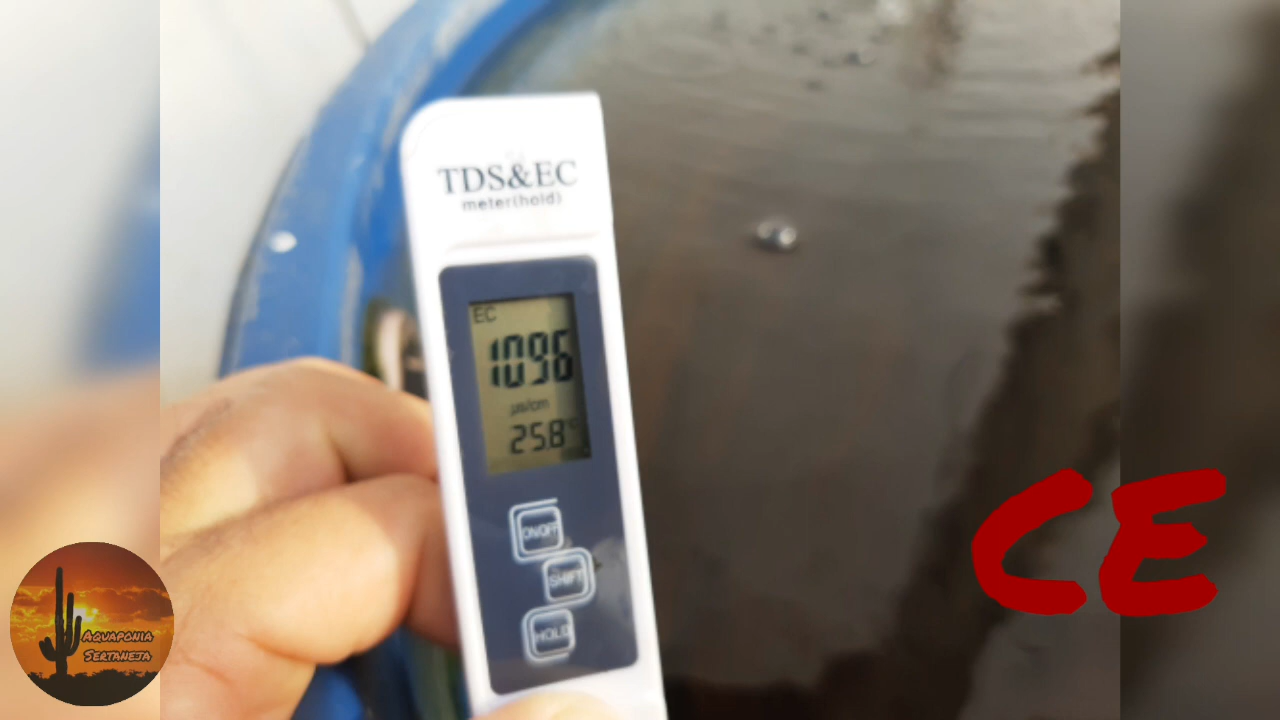 TDS&EC
meter(hold)
EC
1096
µs/cm
25.8°C
ON/OFF
SHIFT
HOLD
CE
AQUAPONIA
SERTANEJA